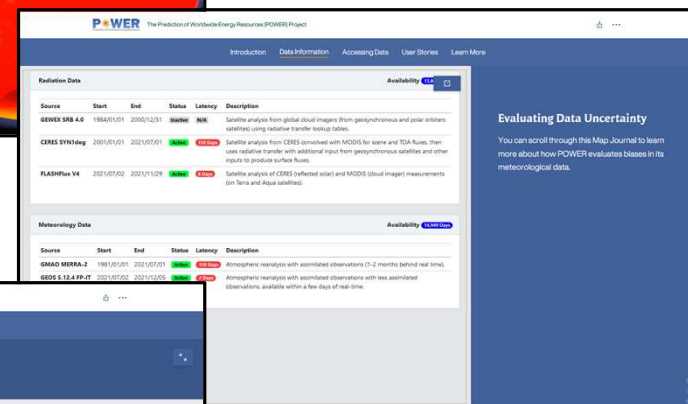 POWER The Prediction of Worldwide Energy Resources (POWER) Project
Introduction Data Information Accessing Data User Stories Learn More
Radiation Data Availability
Source Start End Status Latency Description
GEWEX SRB 4.0 1984/01/01 2000/12/31 Inactive N/A Satellite analysis from global cloud imagers (from geosynchronous and polar orbiters
satellites) using radiative transfer lookup tables.
CERES SYN1deg 2001/01/01 2021/07/01 Active 159 Days Satellite analysis from CERES convolved with MODIS for scene and TOA fluxes, then
uses radiative transfer with additional input from geosynchronous satellites and other
inputs to produce surface fluxes.
FLASHFlux V4 2021/07/02 2021/11/29 Active 8 Days Satellite analysis of CERES (reflected solar) and MODIS (cloud imager) measurements
(on Terra and Aqua satellites).
Meteorology Data Availability 14,949 Days
Source Start End Status Latency Description
GMAO MERRA-2 1981/01/01 2021/07/01 Active 159 Days Atmospheric reanalysis with assimilated observations (1-2 months behind real time).
GEOS 5.12.4 FP-IT 2021/07/02 2021/12/05 Active 2 Days Atmospheric reanalysis with assimilated observations with less assimilated
observations, available within a few days of real-time.
Evaluating Data Uncertainty
You can scroll through this Map Journal to learn
more about how POWER evaluates biases in its
meteorological data.